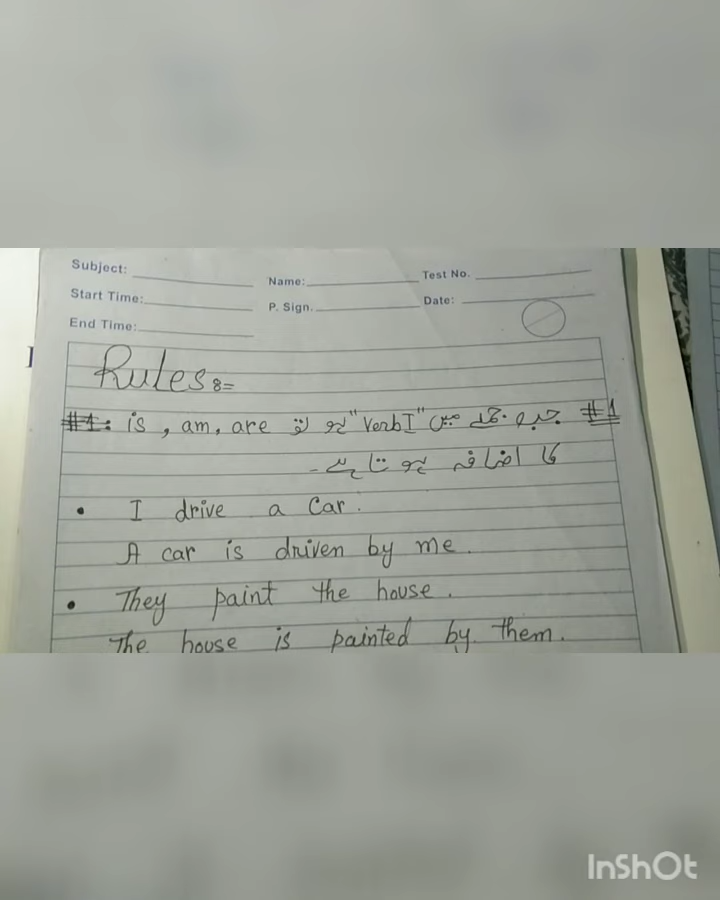 Subject:
Name:
Test No.
Start Time:
P. Sign.
Date:
End Time:
Rules:=
#1 جب جملے میں "Verb I" ہو تو is, am, are #1:
کا اضافہ ہوتا ہے۔
• I drive a Car.
A car is driven by me.
• They paint the house.
The house is painted by them.
InShOt